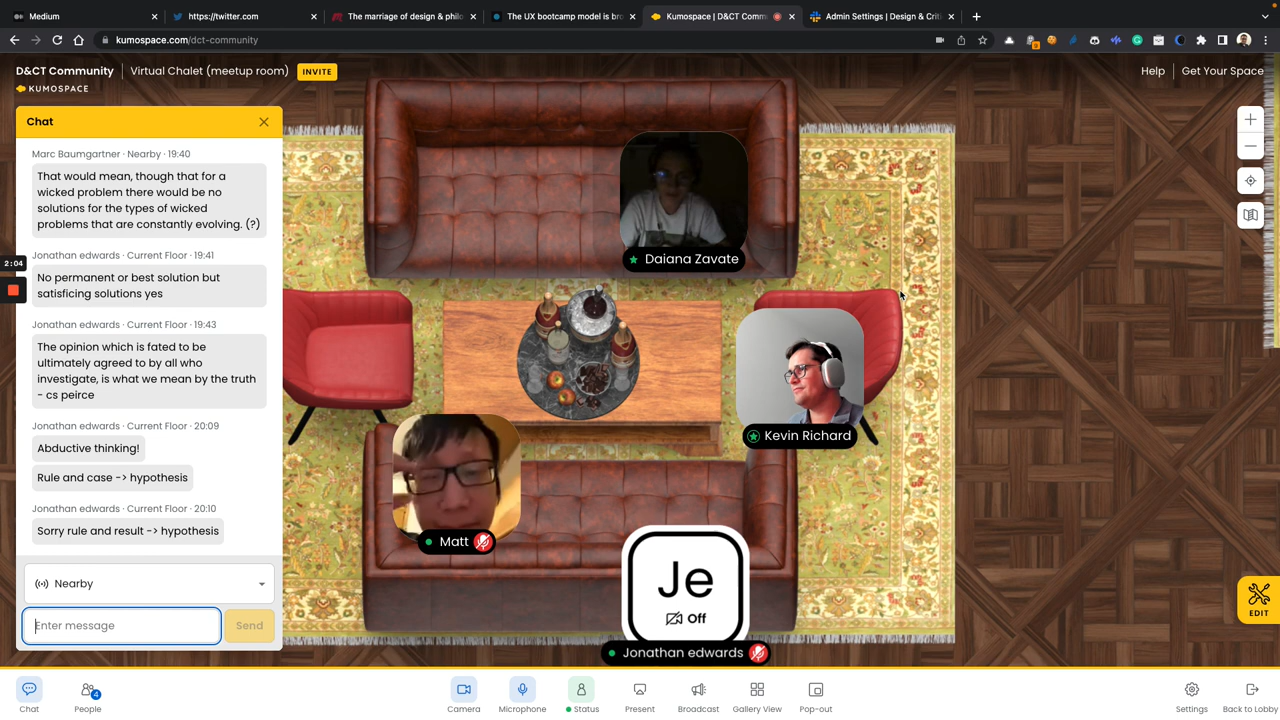 Medium
https://twitter.com
The marriage of design & philo
The UX bootcamp model is br
Kumospace | D&CT Comm
Admin Settings | Design & Criti
kumospace.com/dct-community
D&CT Community
Virtual Chalet (meetup room)
INVITE
Help
Get Your Space
KUMOSPACE
Chat
Marc Baumgartner · Nearby · 19:40
That would mean, though that for a
wicked problem there would be no
solutions for the types of wicked
problems that are constantly evolving. (?)
Jonathan edwards · Current Floor · 19:41
No permanent or best solution but
satisficing solutions yes
Jonathan edwards · Current Floor · 19:43
The opinion which is fated to be
ultimately agreed to by all who
investigate, is what we mean by the truth
- cs peirce
Jonathan edwards · Current Floor · 20:09
Abductive thinking!
Rule and case -> hypothesis
Jonathan edwards · Current Floor · 20:10
Sorry rule and result -> hypothesis
Nearby
Enter message
Send
2:04
Daiana Zavate
Kevin Richard
Matt
Je
Off
Jonathan edwards
EDIT
Chat
4
People
Camera
Microphone
Status
Present
Broadcast
Gallery View
Pop-out
Settings
Back to Lobby